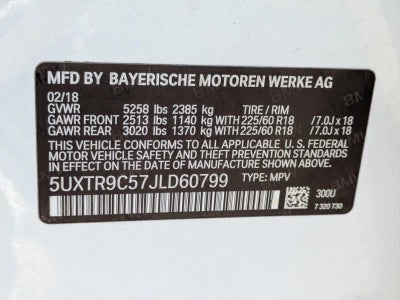 MFD BY BAYERISCHE MOTOREN WERKE AG
02/18
GVWR 5258 lbs 2385 kg TIRE / RIM
GAWR FRONT 2513 lbs 1140 kg WITH 225/60 R18 /7.0J x 18
GAWR REAR 3020 lbs 1370 kg WITH 225/60 R18 /7.0J x 18
THIS VEHICLE CONFORMS TO ALL APPLICABLE U. S. FEDERAL
MOTOR VEHICLE SAFETY STANDARDS IN EFFECT
ON THE DATE OF MANUFACTURE SHOWN ABOVE.
5UXTR9C57JLD60799 TYPE: MPV
300U
7 320 730